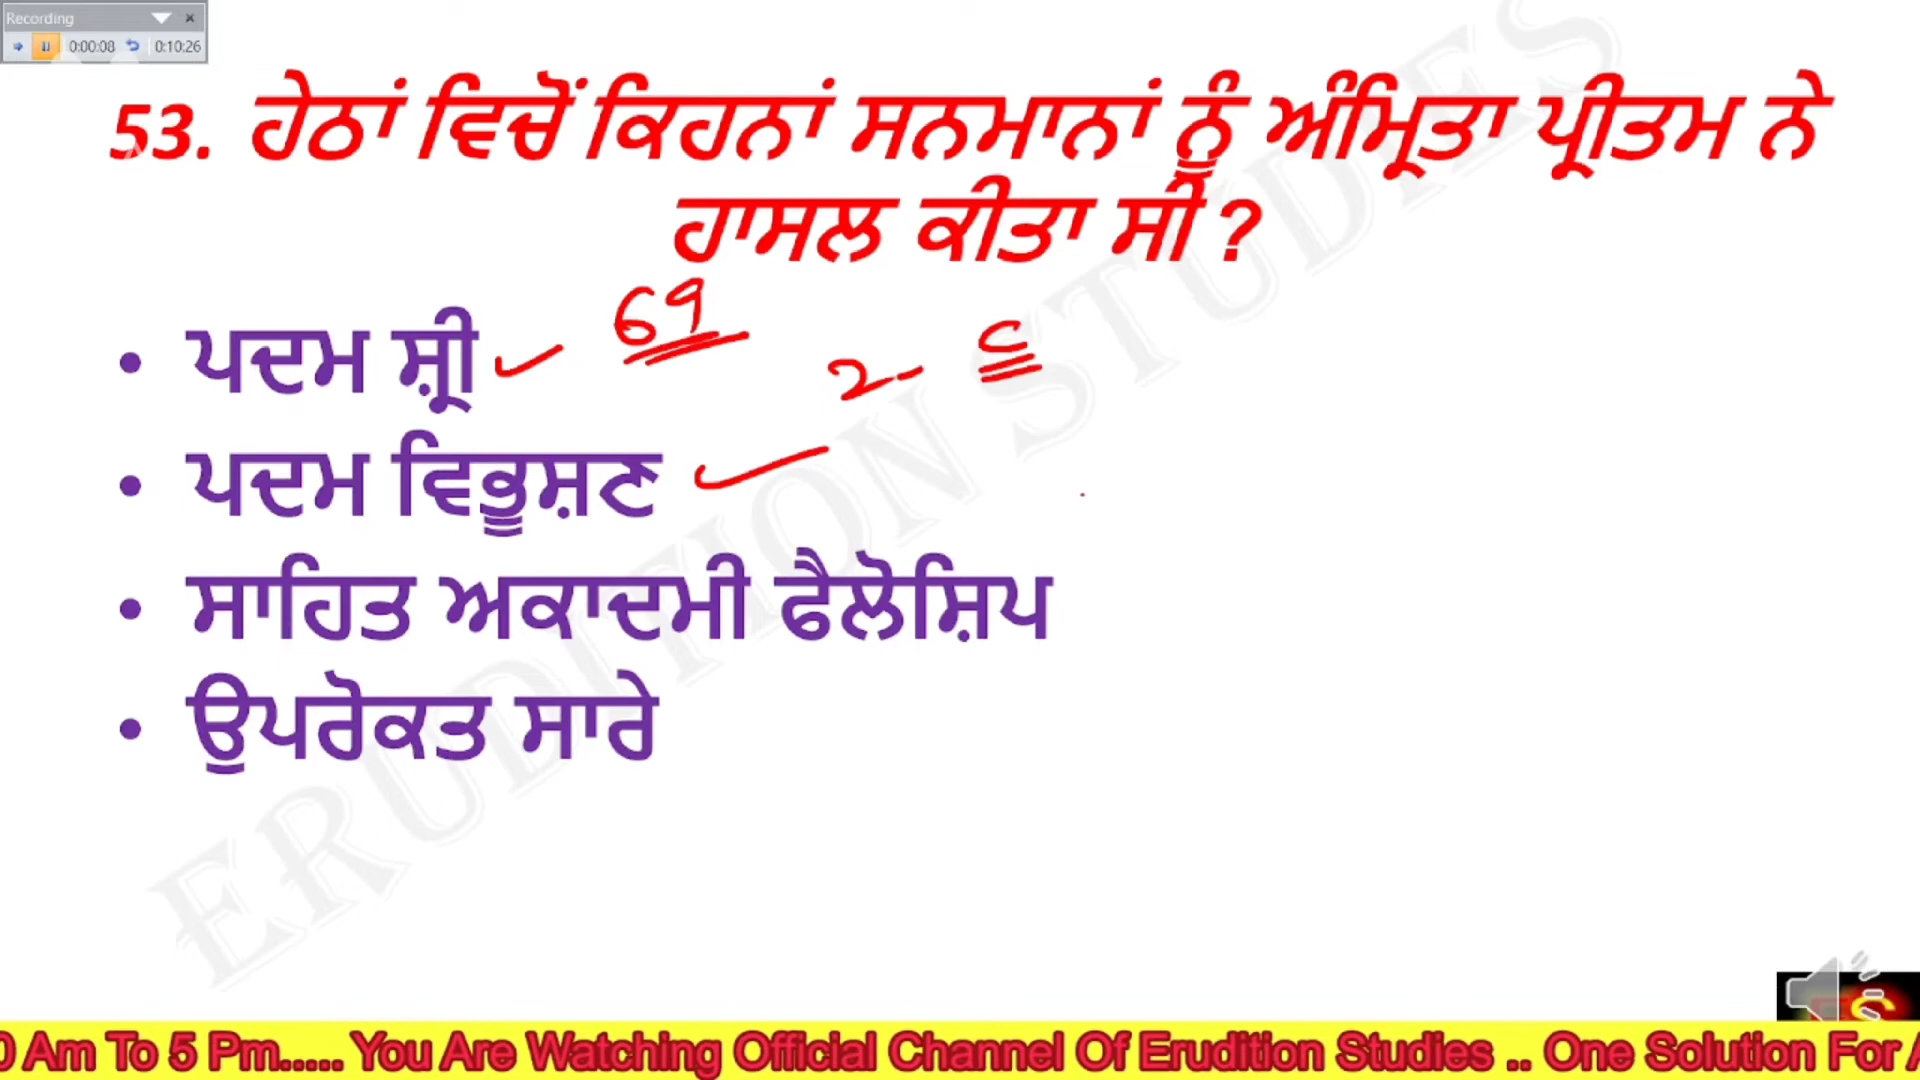 Recording
0:00:08 0:10:26
53. ਹੇਠਾਂ ਵਿਚੋਂ ਕਿਹਨਾਂ ਸਨਮਾਨਾਂ ਨੂੰ ਅੰਮ੍ਰਿਤਾ ਪ੍ਰੀਤਮ ਨੇ
ਹਾਸਲ ਕੀਤਾ ਸੀ ?
• ਪਦਮ ਸ਼੍ਰੀ 69
• ਪਦਮ ਵਿਭੂਸ਼ਣ
• ਸਾਹਿਤ ਅਕਾਦਮੀ ਫੈਲੋਸ਼ਿਪ
• ਉਪਰੋਕਤ ਸਾਰੇ
ERUDITION STUDIES
0 Am To 5 Pm..... You Are Watching Official Channel Of Erudition Studies .. One Solution For A